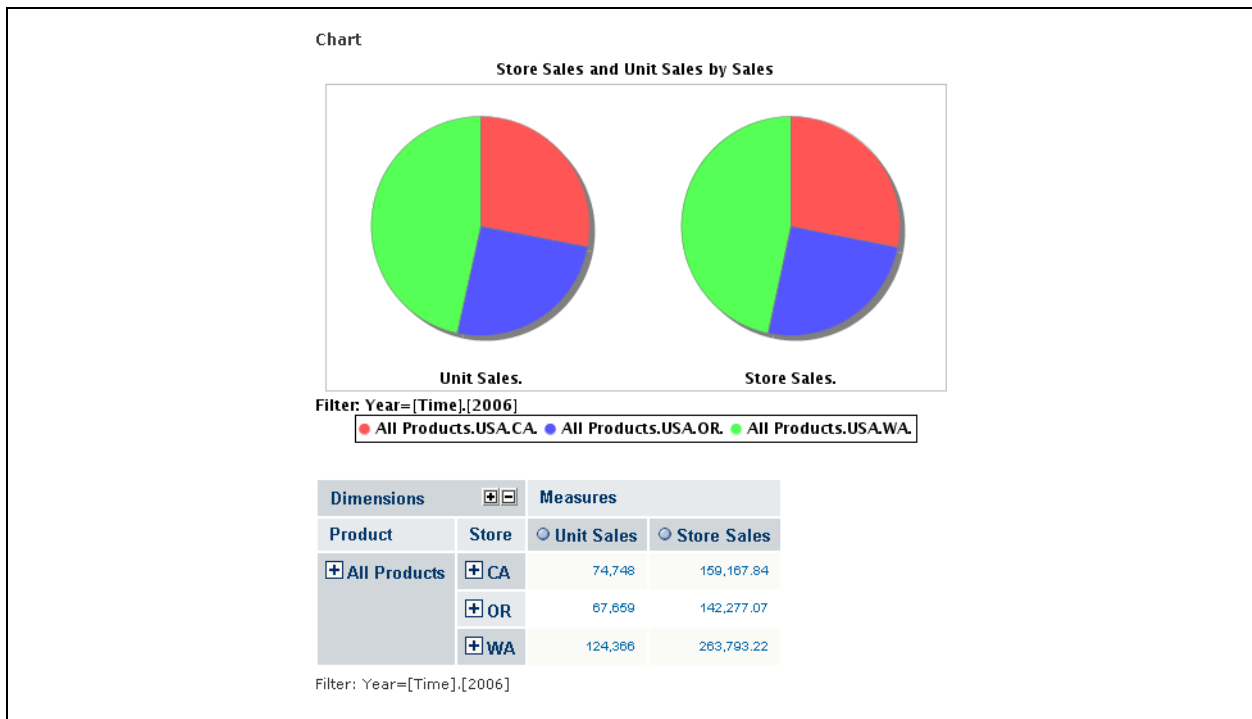 Chart
Store Sales and Unit Sales by Sales
Unit Sales. Store Sales.
Filter: Year=[Time].[2006]
All Products.USA.CA. All Products.USA.OR. All Products.USA.WA.
Dimensions Measures
Product Store Unit Sales Store Sales
All Products CA 74,748 159,167.84
OR 67,659 142,277.07
WA 124,366 263,793.22
Filter: Year=[Time].[2006]